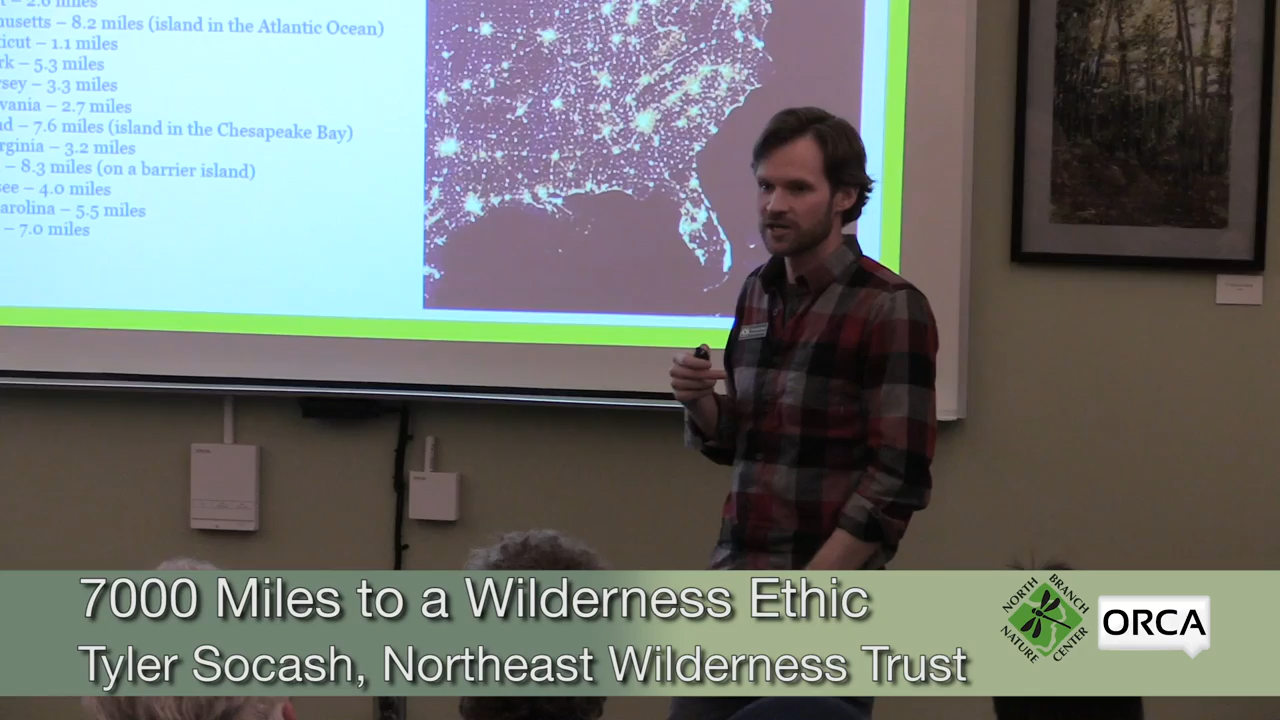 usetts – 8.2 miles (island in the Atlantic Ocean)
icut – 1.1 miles
rk – 5.3 miles
rsey – 3.3 miles
vania – 2.7 miles
nd – 7.6 miles (island in the Chesapeake Bay)
rginia – 3.2 miles
– 8.3 miles (on a barrier island)
see – 4.0 miles
arolina – 5.5 miles
– 7.0 miles
7000 Miles to a Wilderness Ethic
Tyler Socash, Northeast Wilderness Trust
NORTH BRANCH
NATURE CENTER
ORCA